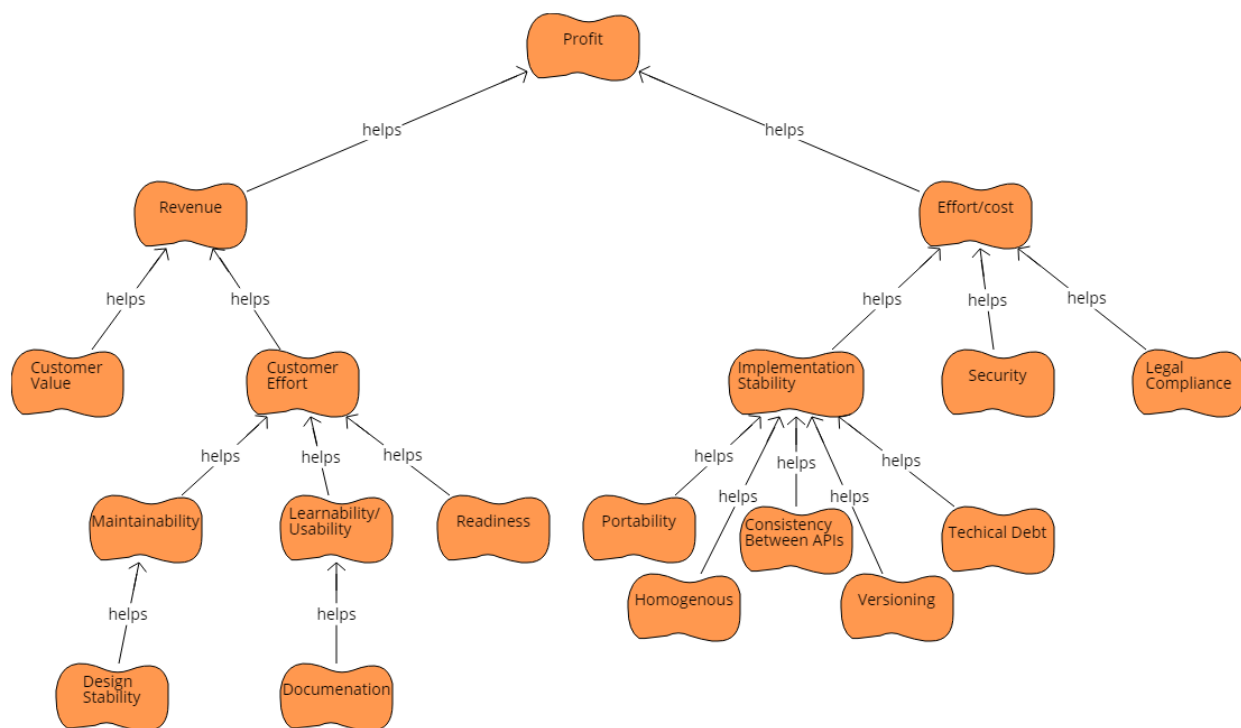 Profit
helps
helps
Revenue
Effort/cost
helps
helps
helps
helps
helps
Customer
Value
Customer
Effort
Implementation
Stability
Security
Legal
Compliance
helps
helps
helps
helps
helps
helps
helps
helps
Maintainability
Learnability/
Usability
Readiness
Portability
Consistency
Between APIs
Techical Debt
Homogenous
Versioning
helps
helps
Design
Stability
Documenation